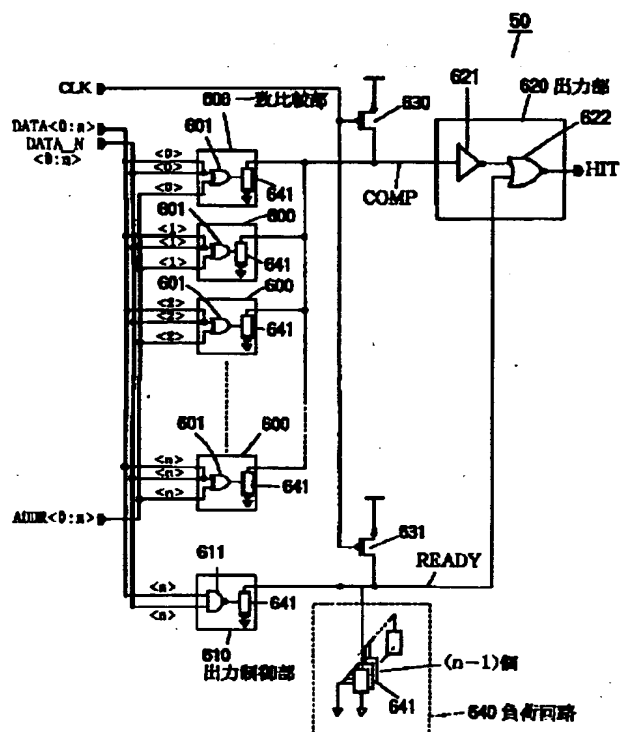 50
CLK
600 一致比較部
630
621
620 出力部
622
DATA<0:n>
DATA_N
<0:n>
601
<0>
<0>
<0>
641
COMP
HIT
601
600
<1>
<1>
<1>
641
601
600
<2>
<2>
<2>
641
601
600
<n>
<n>
<n>
641
ADDR<0:n>
631
READY
611
<n>
<n>
641
610
出力制御部
(n-1)個
641
640 負荷回路